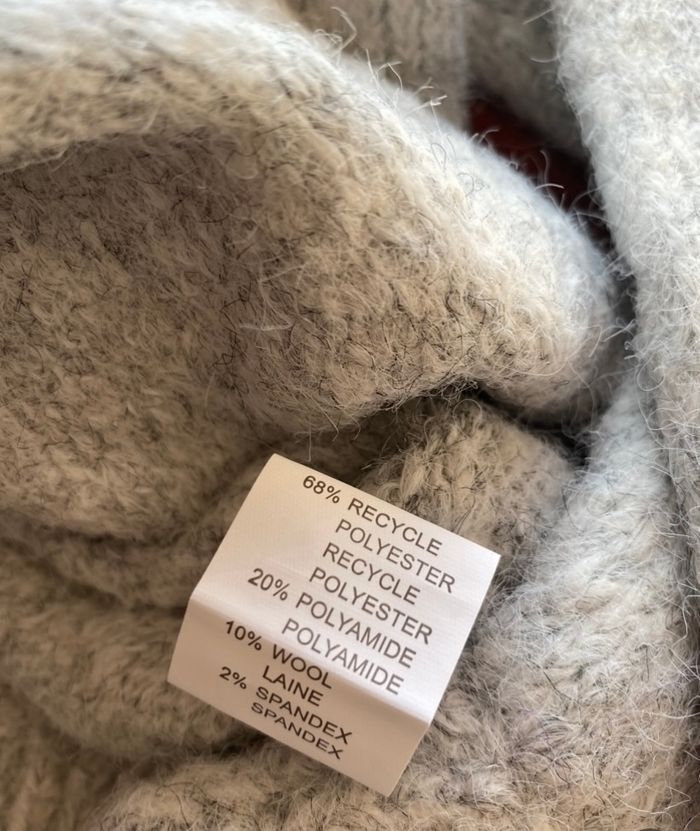 68% RECYCLE
POLYESTER
RECYCLE
POLYESTER
20% POLYAMIDE
POLYAMIDE
10% WOOL
LAINE
2% SPANDEX
SPANDEX